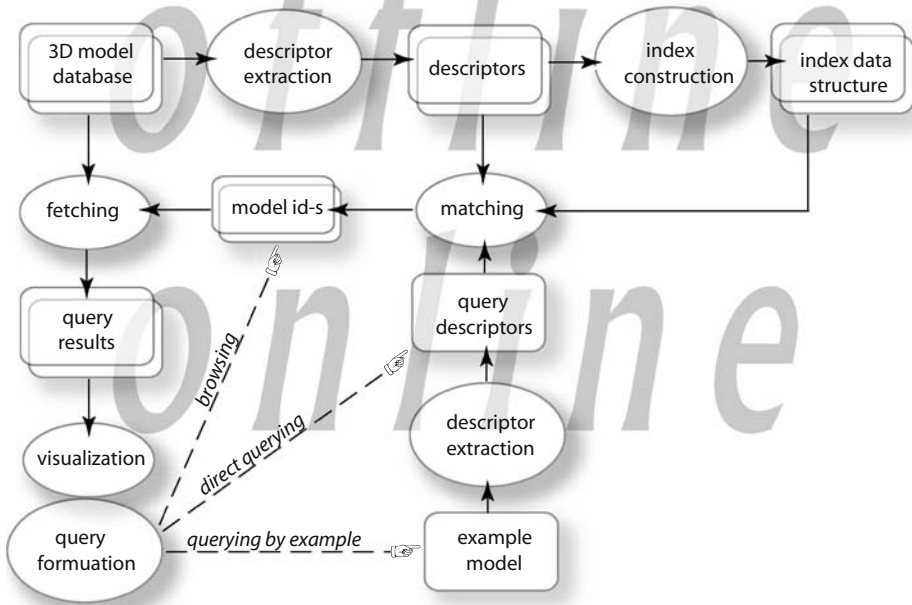 offline
3D model
database
descriptor
extraction
descriptors
index
construction
index data
structure
fetching
model id-s
matching
online
query
results
query
descriptors
browsing
direct querying
visualization
descriptor
extraction
query
formuation
querying by example
example
model